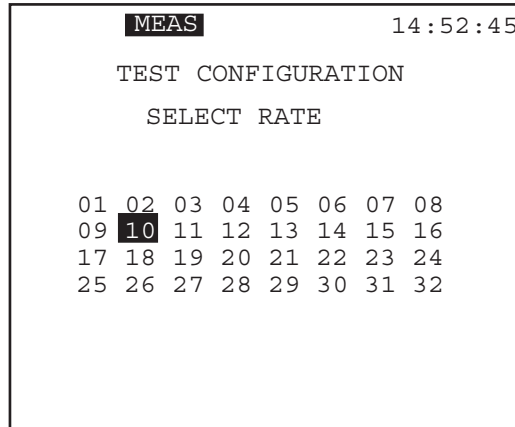 MEAS 14:52:45
TEST CONFIGURATION
SELECT RATE
01 02 03 04 05 06 07 08
09 10 11 12 13 14 15 16
17 18 19 20 21 22 23 24
25 26 27 28 29 30 31 32